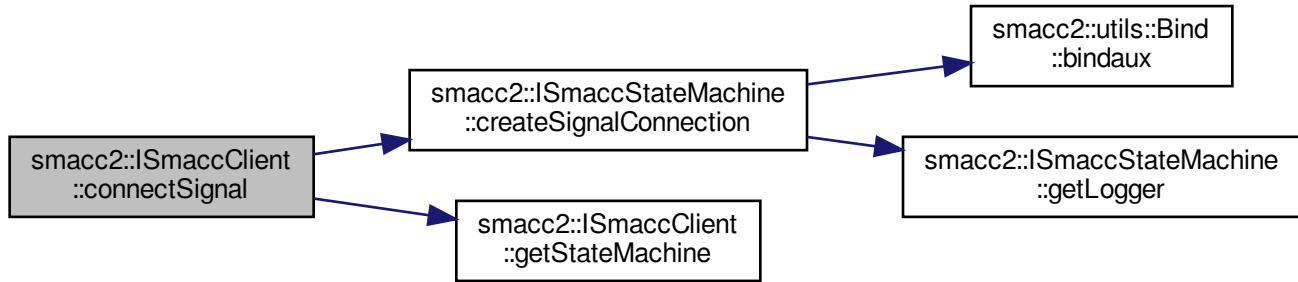 smacc2::ISmaccClient
::connectSignal
smacc2::ISmaccStateMachine
::createSignalConnection
smacc2::ISmaccClient
::getStateMachine
smacc2::utils::Bind
::bindaux
smacc2::ISmaccStateMachine
::getLogger